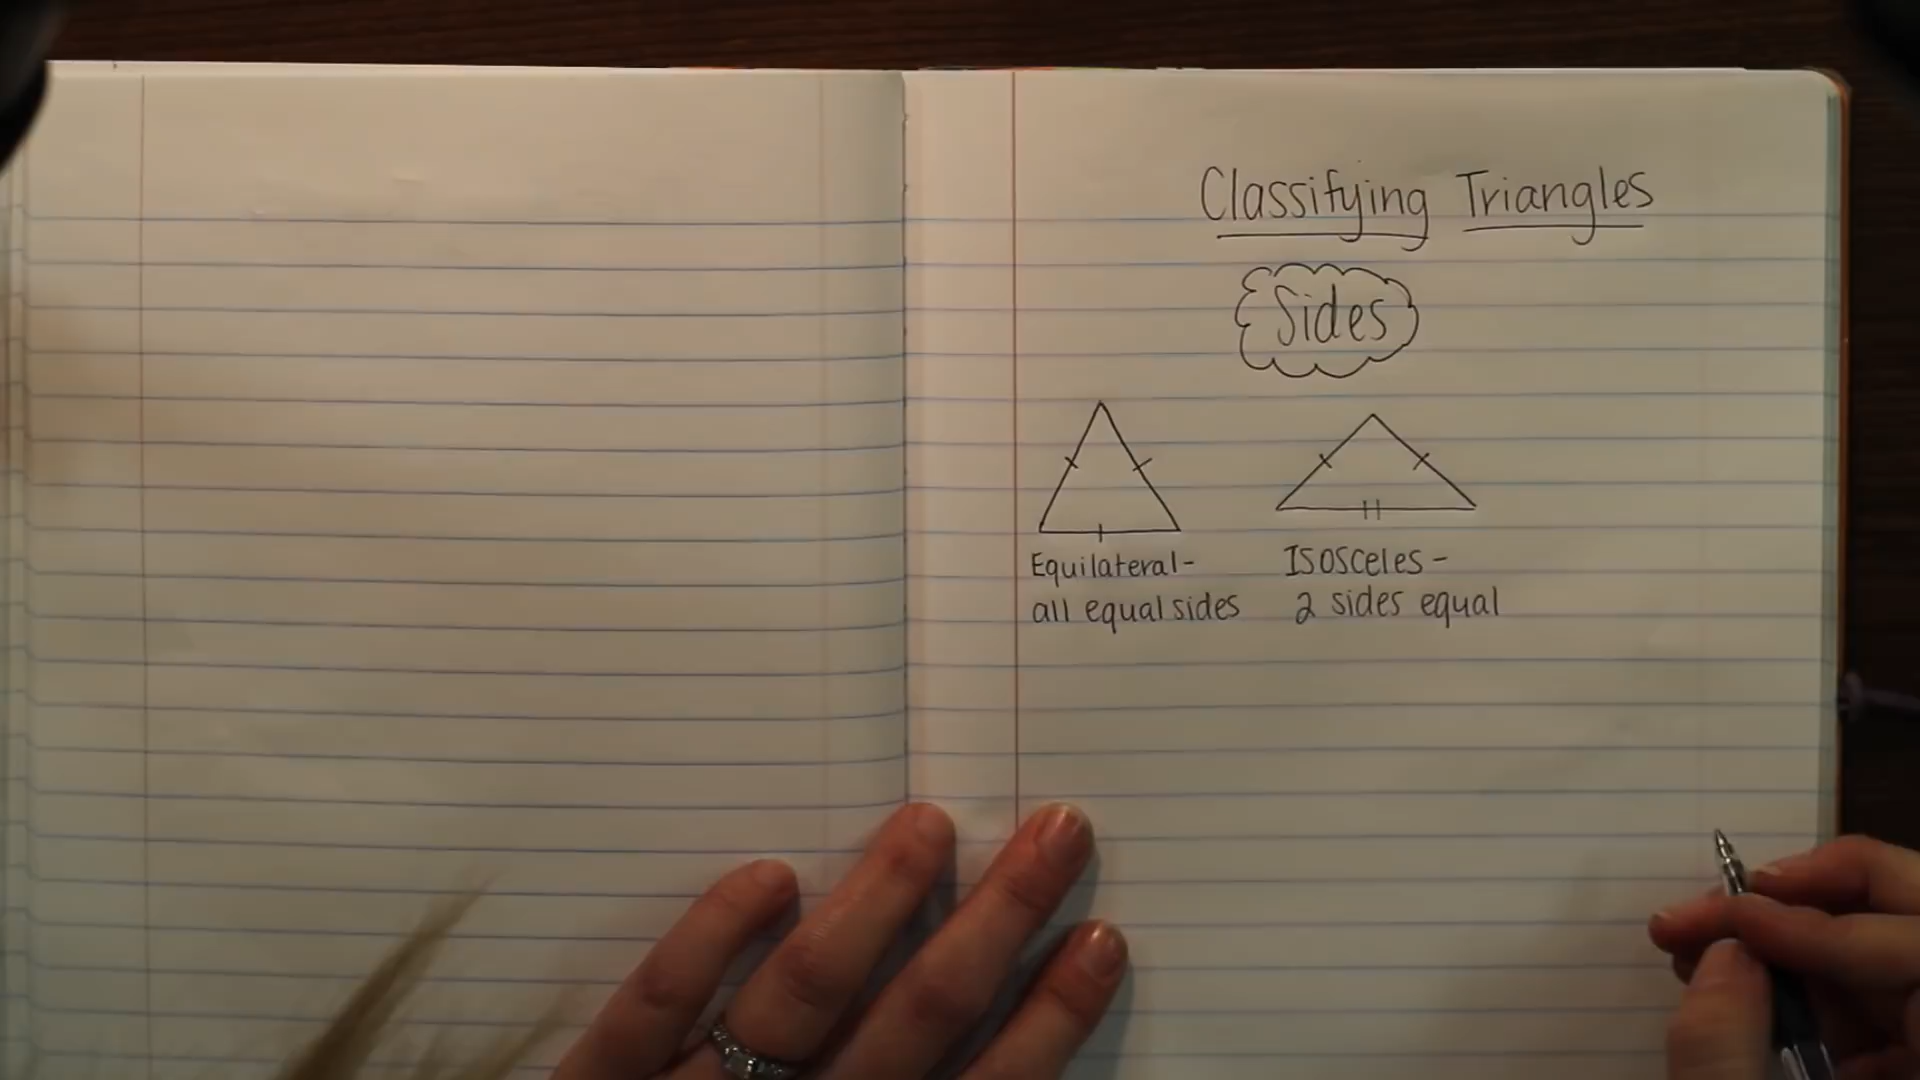 Classifying Triangles
Sides
Equilateral-
all equal sides
Isosceles -
2 sides equal